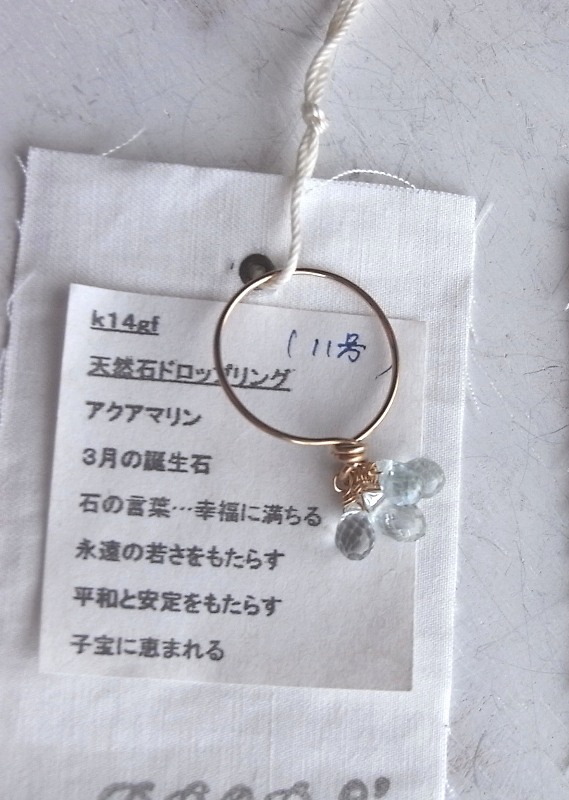 k14gf
(11号)
天然石ドロップリング
アクアマリン
3月の誕生石
石の言葉…幸福に満ちる
永遠の若さをもたらす
平和と安定をもたらす
子宝に恵まれる